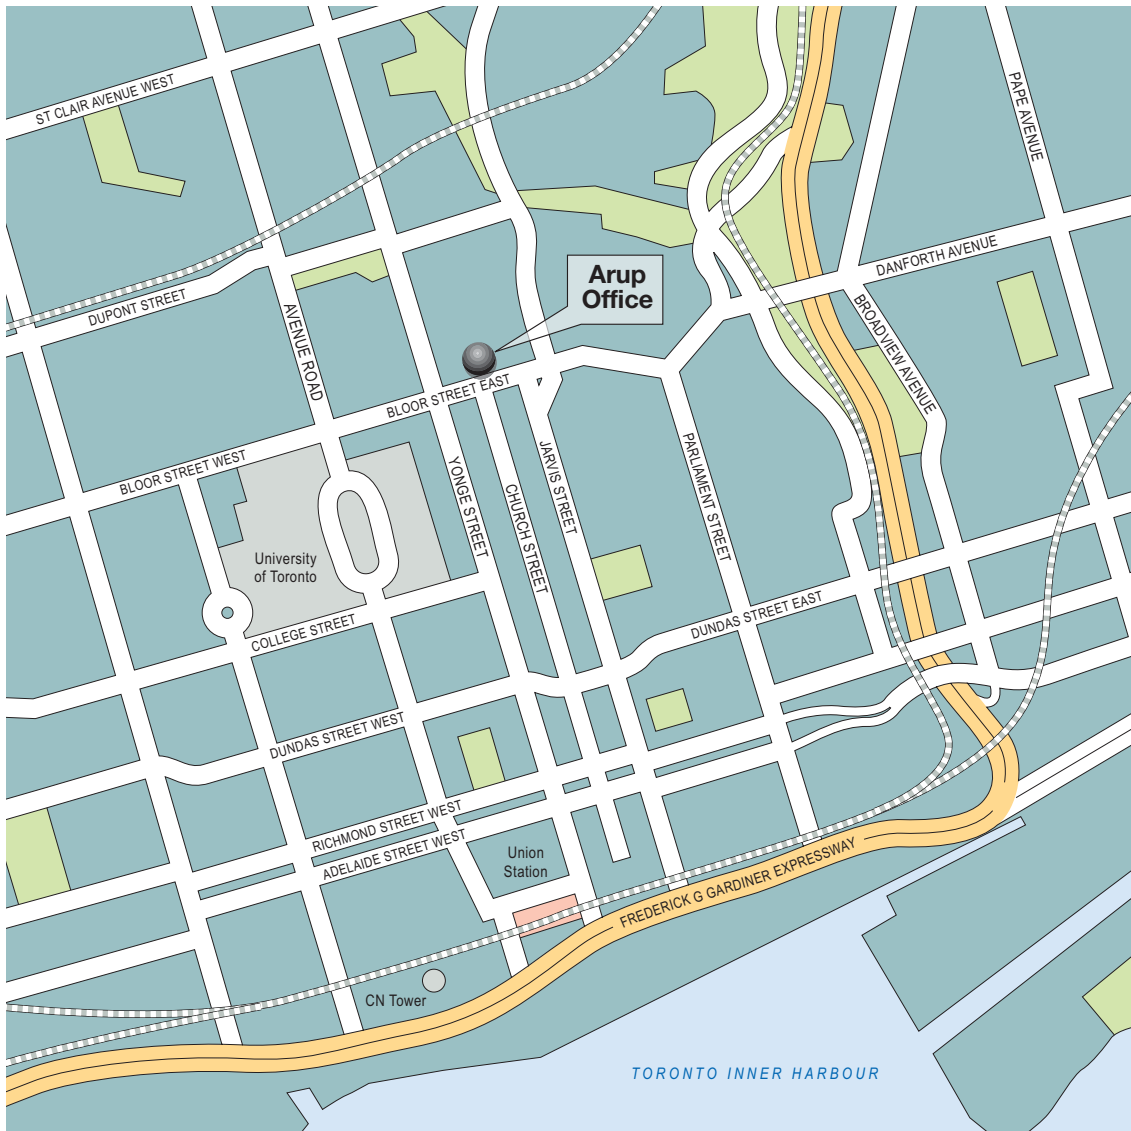 ST CLAIR AVENUE WEST
PAPE AVENUE
DANFORTH AVENUE
Arup
Office
DUPONT STREET
AVENUE ROAD
BROADVIEW AVENUE
BLOOR STREET EAST
BLOOR STREET WEST
YONGE STREET
CHURCH STREET
JARVIS STREET
PARLIAMENT STREET
University
of Toronto
COLLEGE STREET
DUNDAS STREET EAST
DUNDAS STREET WEST
RICHMOND STREET WEST
ADELAIDE STREET WEST
Union
Station
FREDERICK G GARDINER EXPRESSWAY
CN Tower
TORONTO INNER HARBOUR